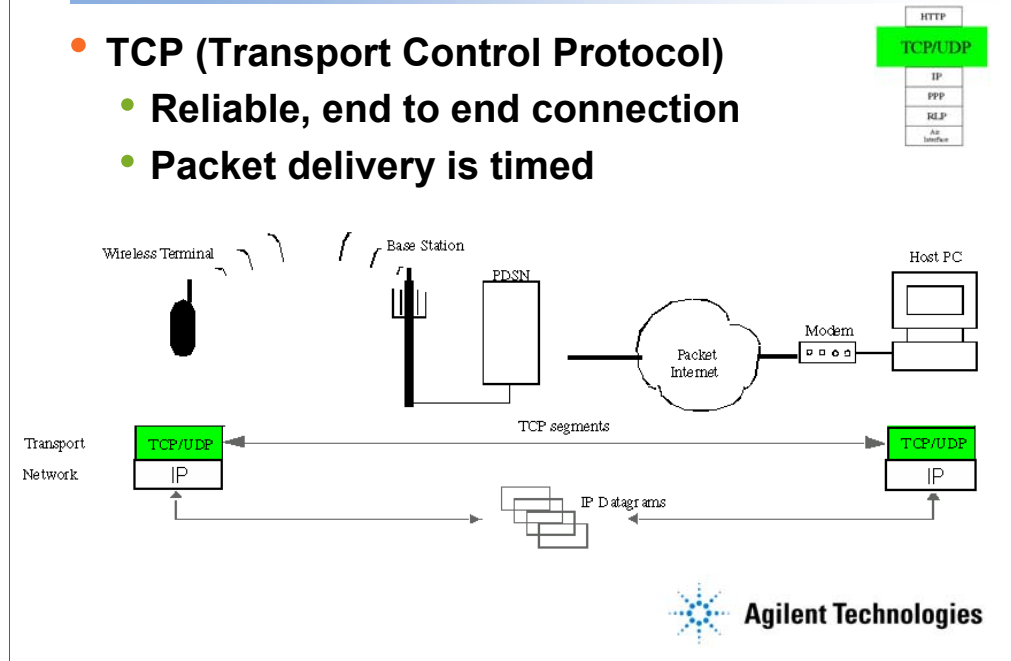 TCP (Transport Control Protocol)
Reliable, end to end connection
Packet delivery is timed
HTTP
TCP/UDP
IP
PPP
RLP
Air
Interface
Wireless Terminal
Base Station
PDSN
Packet
Internet
Modem
Host PC
Transport
TCP/UDP
TCP segments
TCP/UDP
Network
IP
IP Datagrams
IP
Agilent Technologies